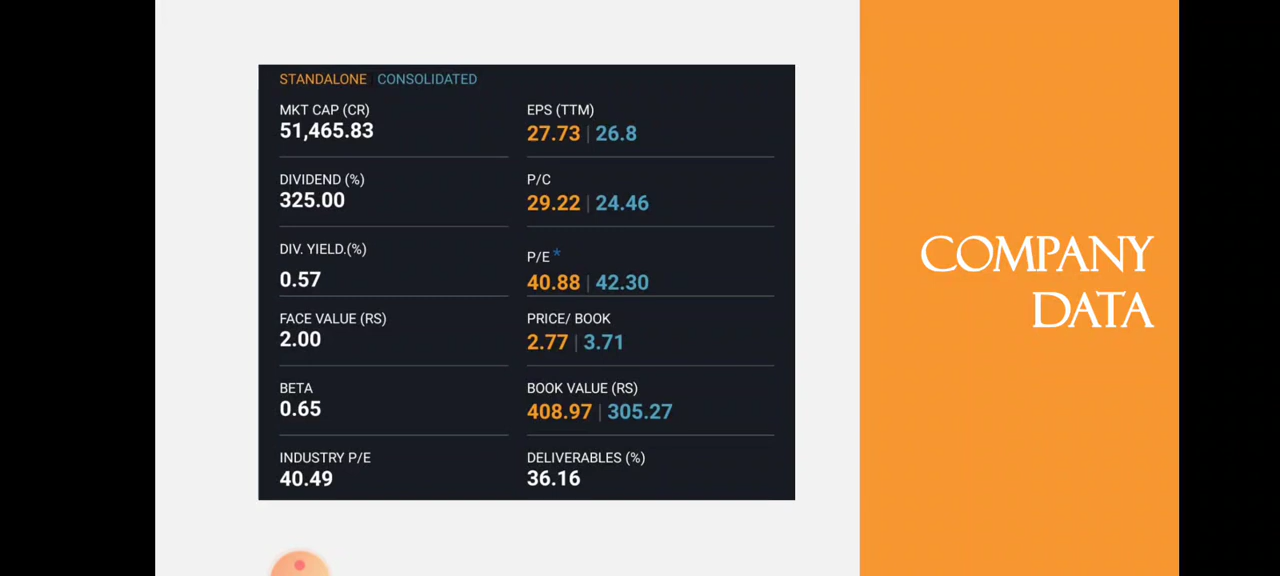 STANDALONE | CONSOLIDATED
MKT CAP (CR)
51,465.83
EPS (TTM)
27.73 | 26.8
DIVIDEND (%)
325.00
P/C
29.22 | 24.46
DIV. YIELD.(%)
0.57
P/E *
40.88 | 42.30
FACE VALUE (RS)
2.00
PRICE/ BOOK
2.77 | 3.71
BETA
0.65
BOOK VALUE (RS)
408.97 | 305.27
INDUSTRY P/E
40.49
DELIVERABLES (%)
36.16
COMPANY
DATA